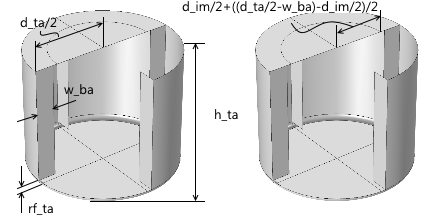 d_im/2+((d_ta/2-w_ba)-d_im/2)/2
d_ta/2
w_ba
h_ta
rf_ta